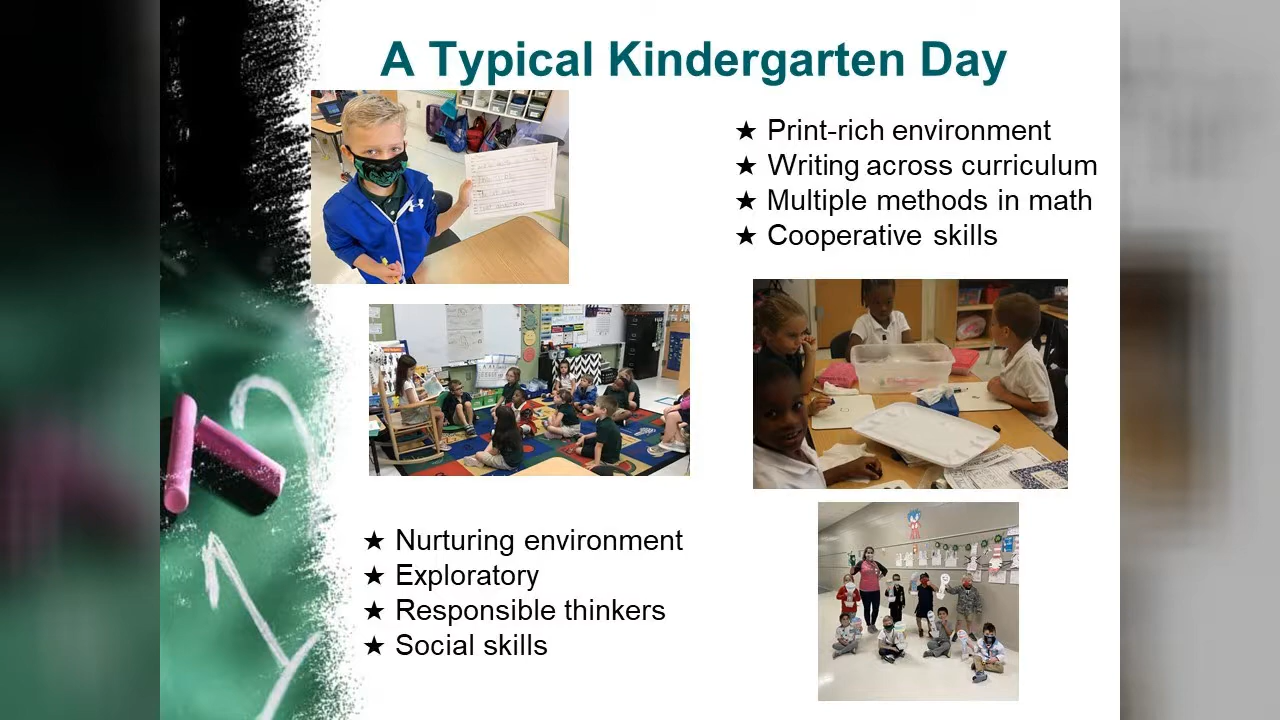 A Typical Kindergarten Day
★ Print-rich environment
★ Writing across curriculum
★ Multiple methods in math
★ Cooperative skills
★ Nurturing environment
★ Exploratory
★ Responsible thinkers
★ Social skills